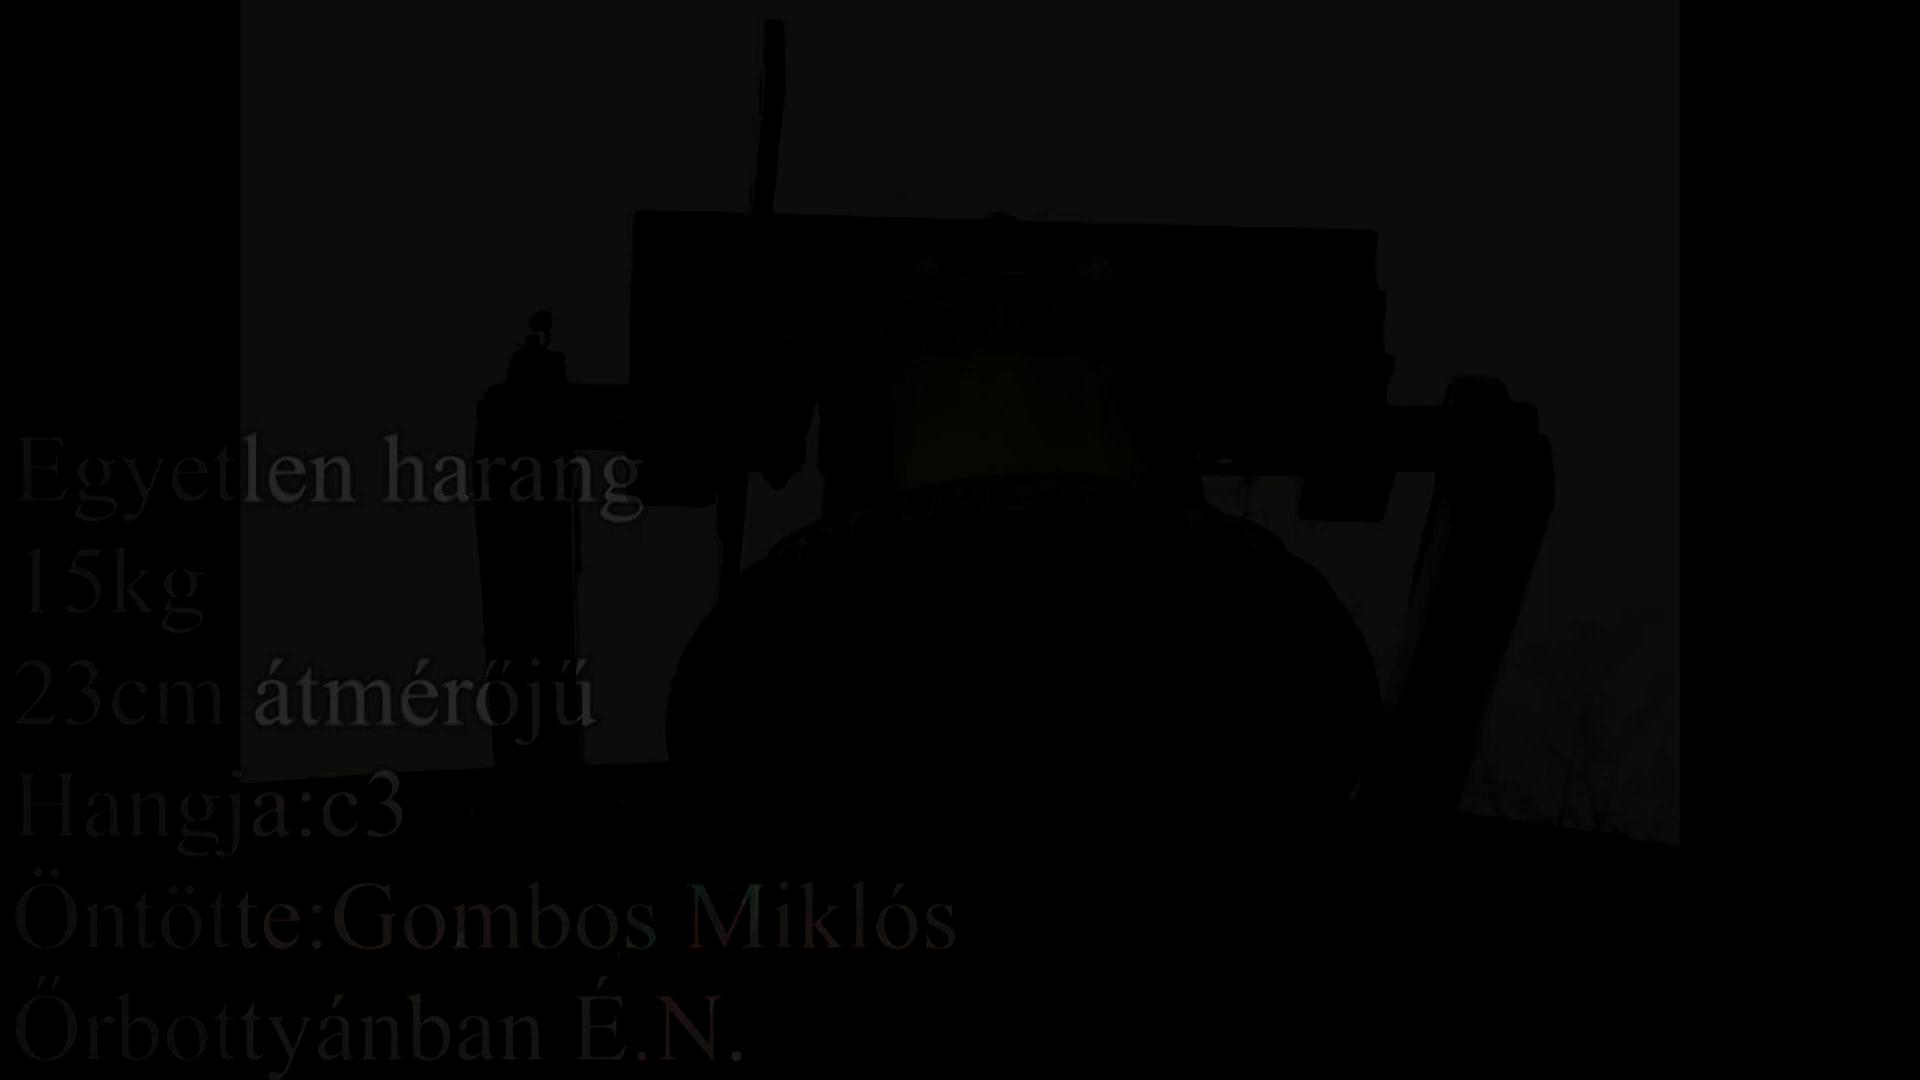 Egyetlen harang
15kg
23cm átmérőjű
Hangja:c3
Öntötte:Gombos Miklós
Őrbottyánban É.N.